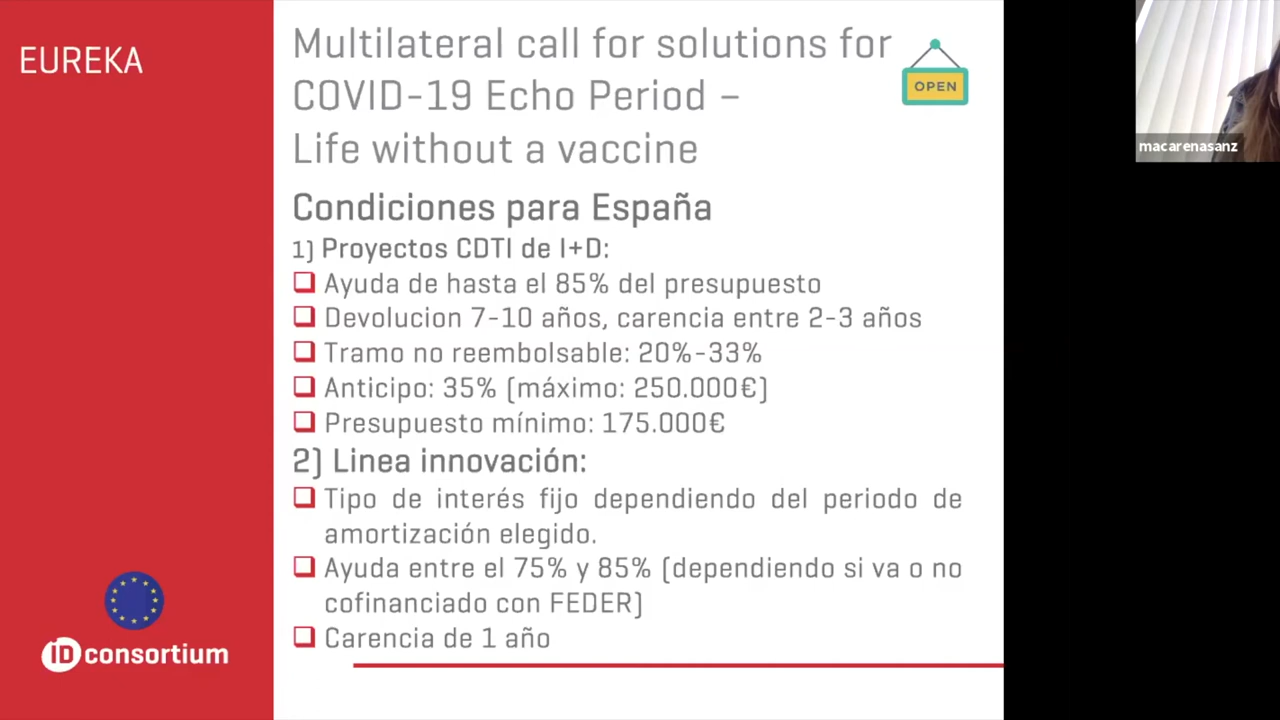 EUREKA
Multilateral call for solutions for
COVID-19 Echo Period –
Life without a vaccine
OPEN
macarenasanz
Condiciones para España
1) Proyectos CDTI de I+D:
Ayuda de hasta el 85% del presupuesto
Devolucion 7-10 años, carencia entre 2-3 años
Tramo no reembolsable: 20%-33%
Anticipo: 35% (máximo: 250.000€)
Presupuesto mínimo: 175.000€
2) Linea innovación:
Tipo de interés fijo dependiendo del periodo de
amortización elegido.
Ayuda entre el 75% y 85% (dependiendo si va o no
cofinanciado con FEDER)
Carencia de 1 año
ID consortium